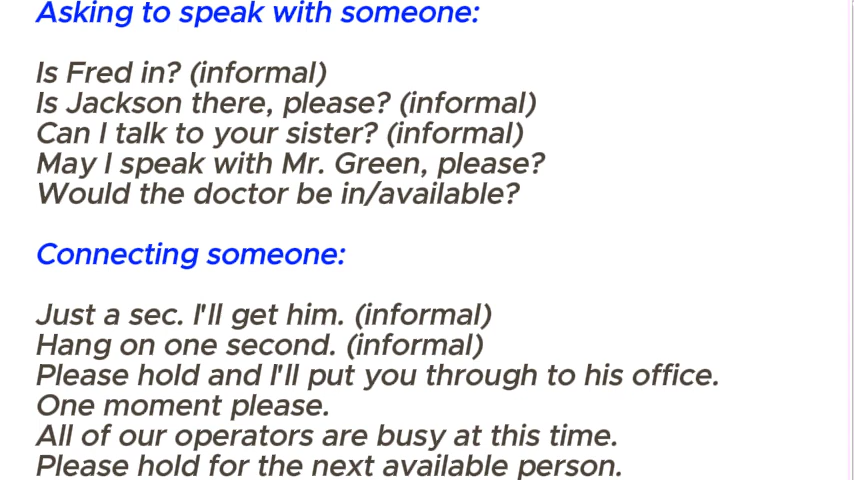 Asking to speak with someone:
Is Fred in? (informal)
Is Jackson there, please? (informal)
Can I talk to your sister? (informal)
May I speak with Mr. Green, please?
Would the doctor be in/available?
Connecting someone:
Just a sec. I'll get him. (informal)
Hang on one second. (informal)
Please hold and I'll put you through to his office.
One moment please.
All of our operators are busy at this time.
Please hold for the next available person.